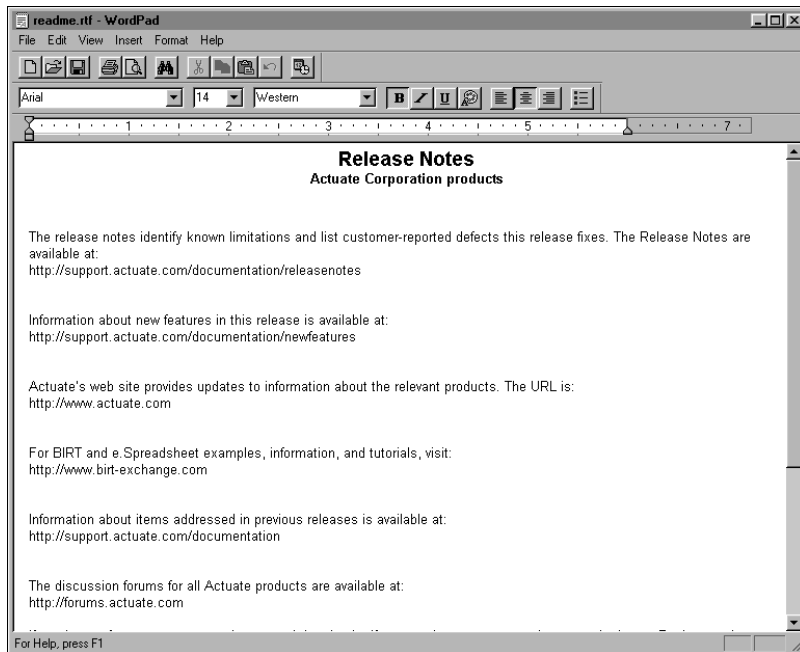 readme.rtf - WordPad
File Edit View Insert Format Help
Arial 14 Western B I U
1 2 3 4 5 7
Release Notes
Actuate Corporation products
The release notes identify known limitations and list customer-reported defects this release fixes. The Release Notes are
available at:
http://support.actuate.com/documentation/releasenotes
Information about new features in this release is available at:
http://support.actuate.com/documentation/newfeatures
Actuate's web site provides updates to information about the relevant products. The URL is:
http://www.actuate.com
For BIRT and e.Spreadsheet examples, information, and tutorials, visit:
http://www.birt-exchange.com
Information about items addressed in previous releases is available at:
http://support.actuate.com/documentation
The discussion forums for all Actuate products are available at:
http://forums.actuate.com
For Help, press F1